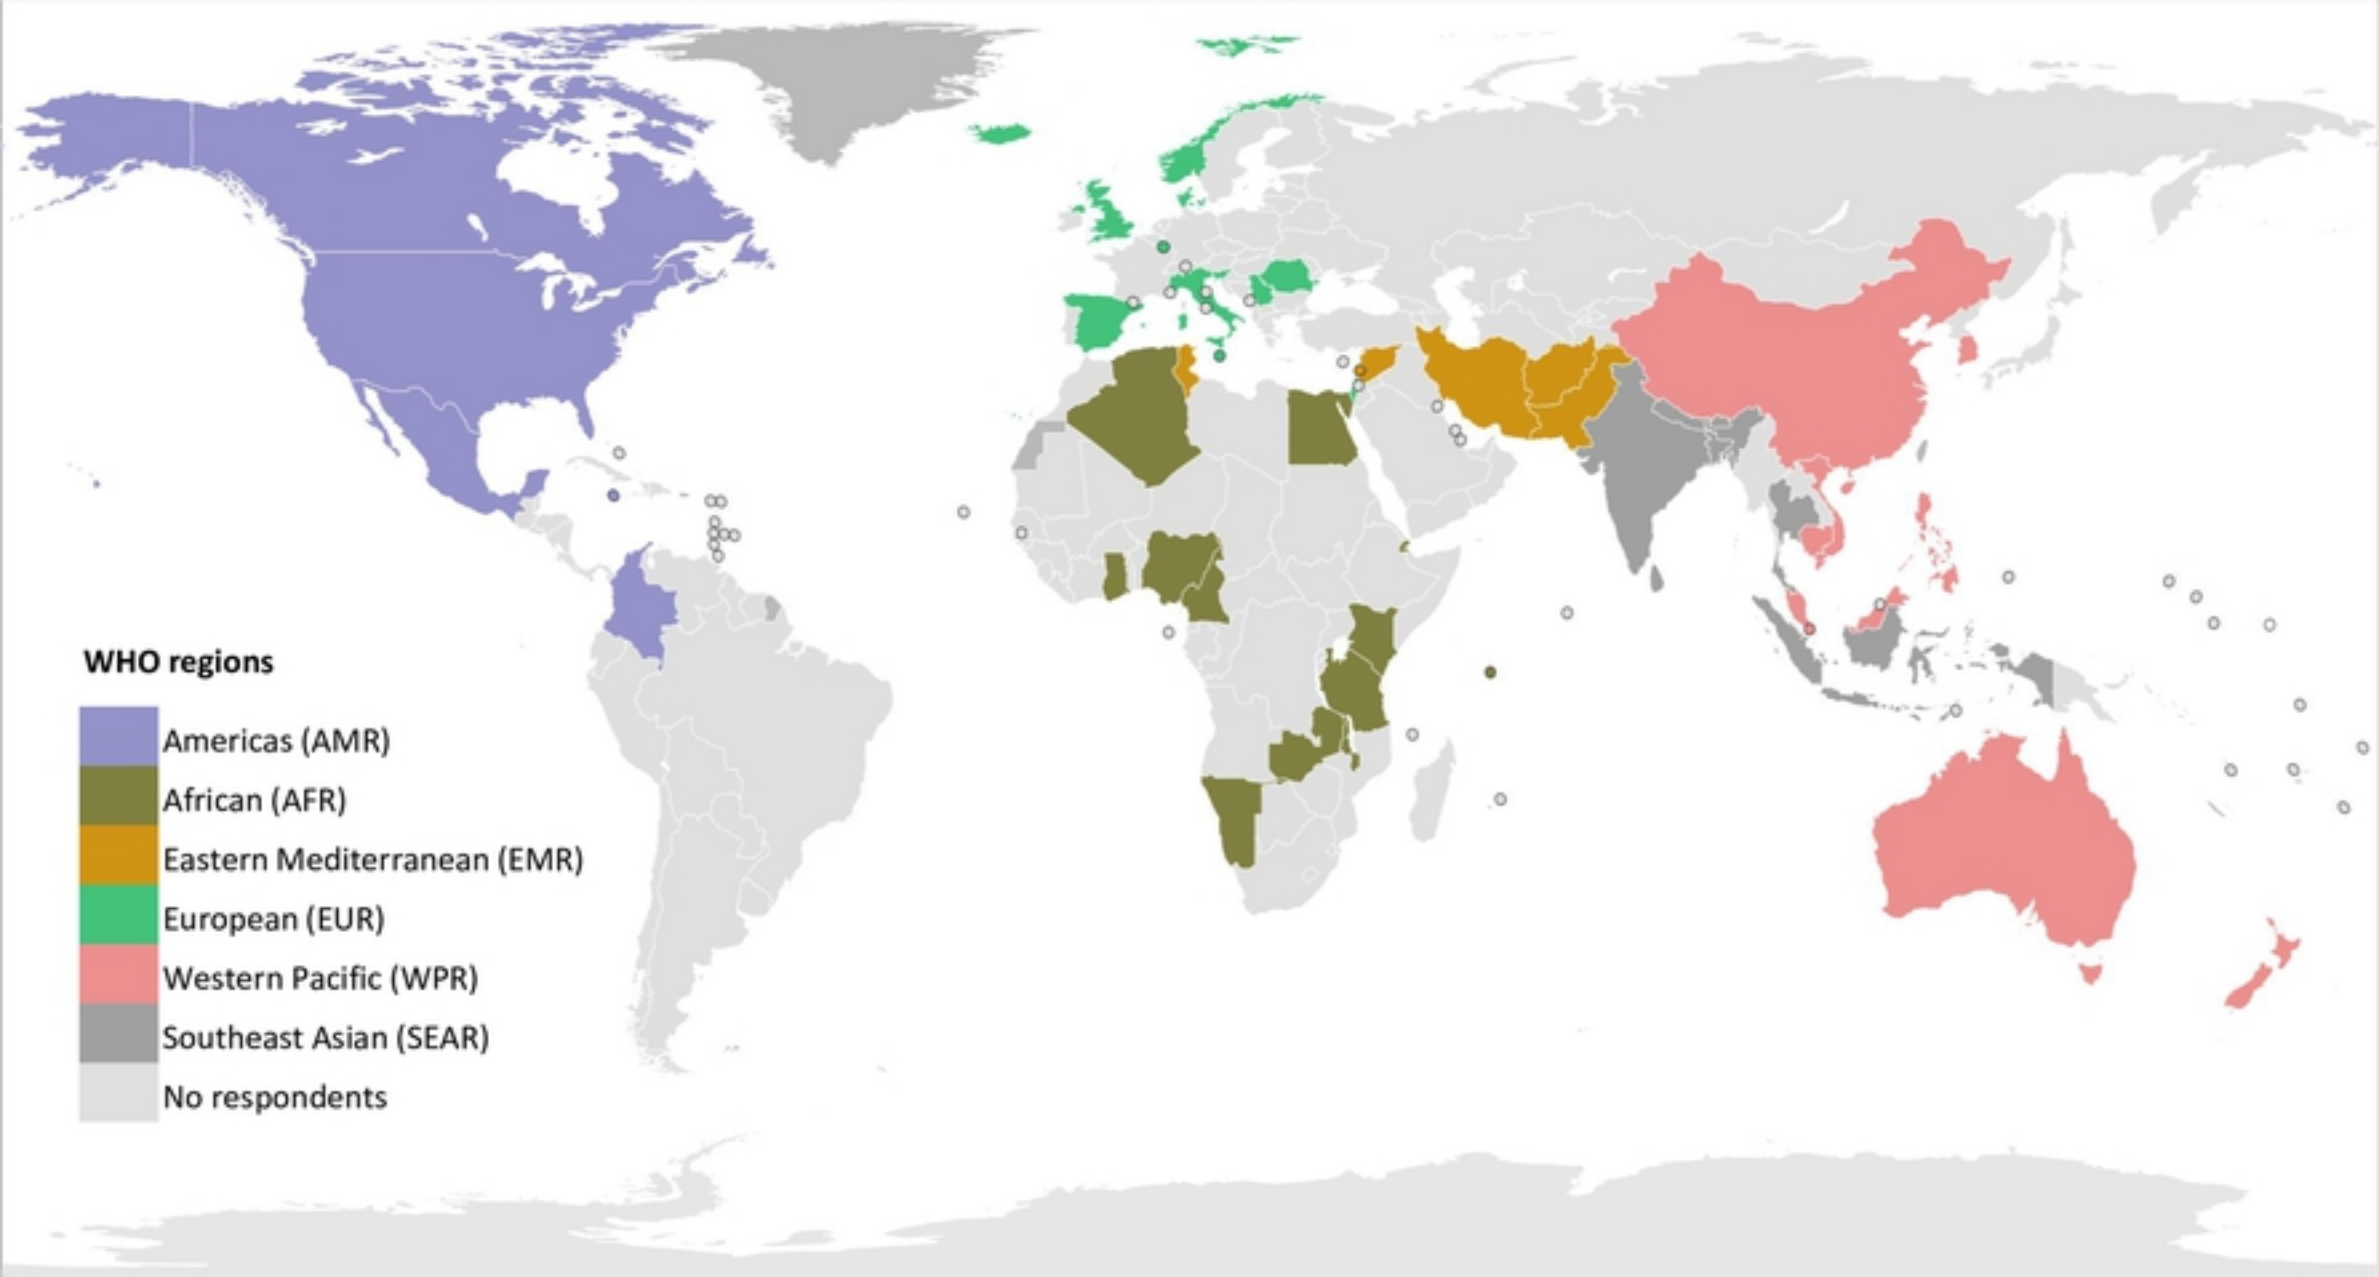 WHO regions
Americas (AMR)
African (AFR)
Eastern Mediterranean (EMR)
European (EUR)
Western Pacific (WPR)
Southeast Asian (SEAR)
No respondents